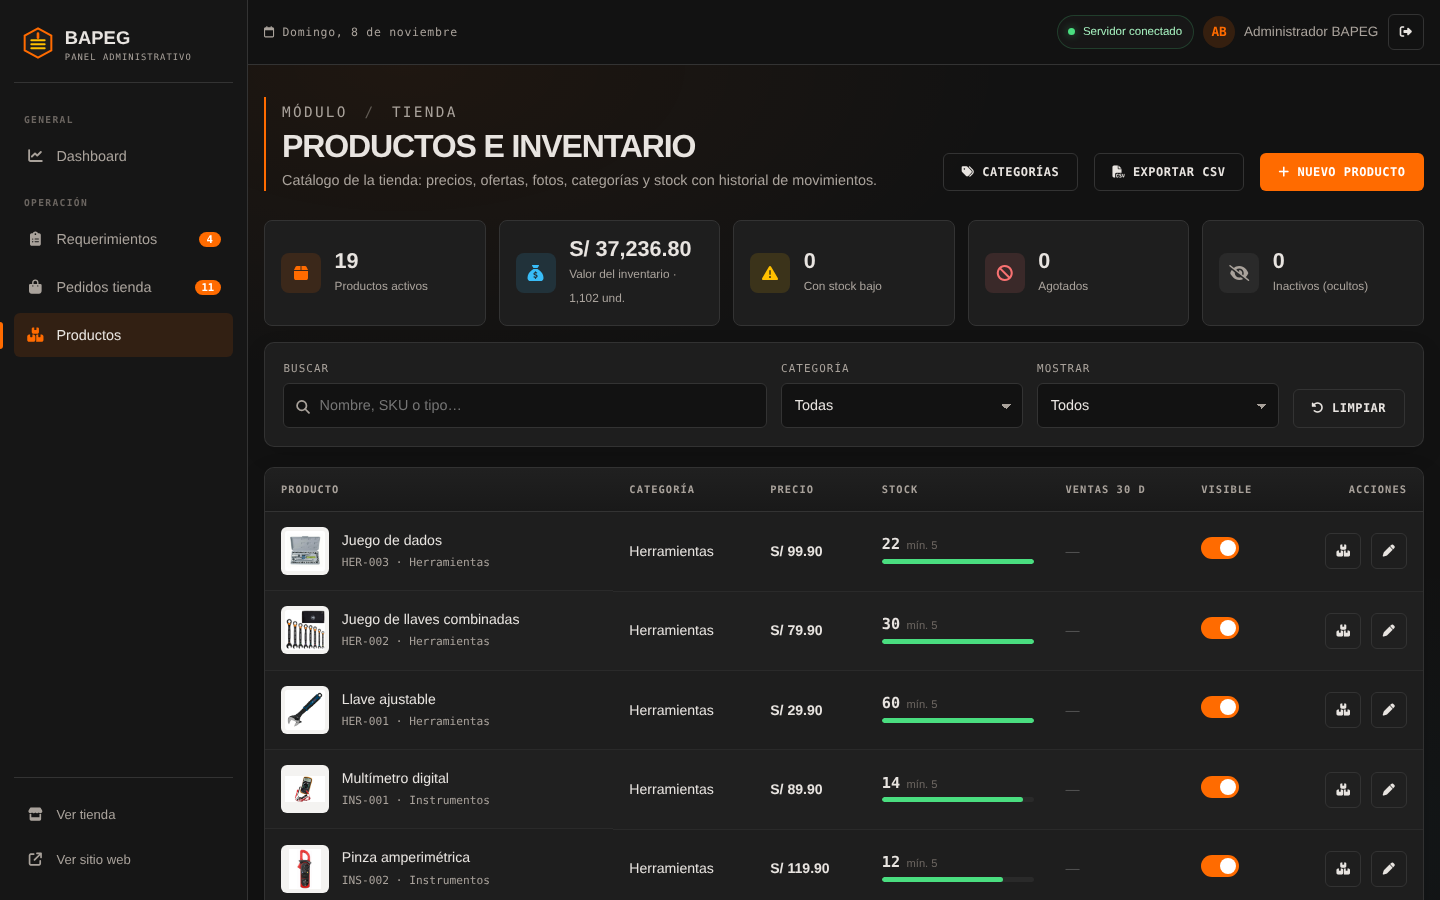 BAPEG
PANEL ADMINISTRATIVO
GENERAL
Dashboard
OPERACIÓN
Requerimientos 4
Pedidos tienda 11
Productos
Ver tienda
Ver sitio web
Domingo, 8 de noviembre
Servidor conectado
AB
Administrador BAPEG
MÓDULO / TIENDA
PRODUCTOS E INVENTARIO
Catálogo de la tienda: precios, ofertas, fotos, categorías y stock con historial de movimientos.
CATEGORÍAS
EXPORTAR CSV
NUEVO PRODUCTO
19
Productos activos
S/ 37,236.80
Valor del inventario ·
1,102 und.
0
Con stock bajo
0
Agotados
0
Inactivos (ocultos)
BUSCAR
Nombre, SKU o tipo…
CATEGORÍA
Todas
MOSTRAR
Todos
LIMPIAR
PRODUCTO CATEGORÍA PRECIO STOCK VENTAS 30 D VISIBLE ACCIONES
Juego de dados
HER-003 · Herramientas
Herramientas
S/ 99.90
22 mín. 5
—
Juego de llaves combinadas
HER-002 · Herramientas
Herramientas
S/ 79.90
30 mín. 5
—
Llave ajustable
HER-001 · Herramientas
Herramientas
S/ 29.90
60 mín. 5
—
Multímetro digital
INS-001 · Instrumentos
Herramientas
S/ 89.90
14 mín. 5
—
Pinza amperimétrica
INS-002 · Instrumentos
Herramientas
S/ 119.90
12 mín. 5
—